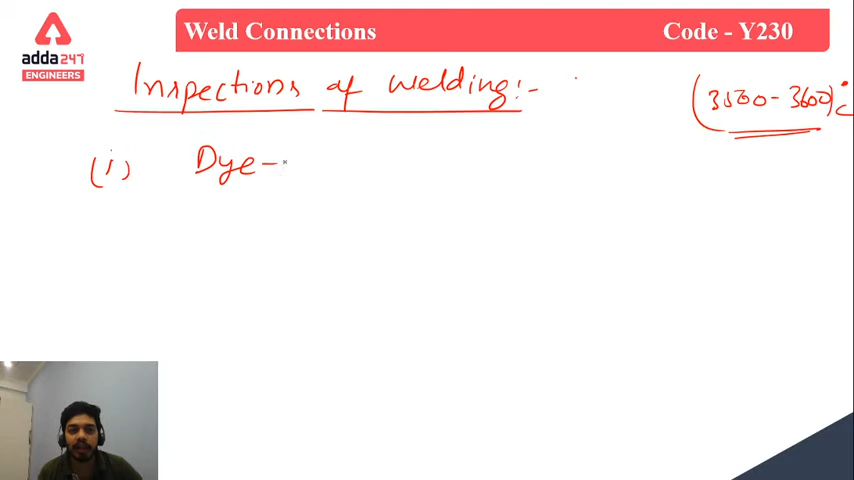 Weld Connections
Code - Y230
adda247
ENGINEERS
Inspections of welding:-
(3500-3600)°C
(i) Dye-